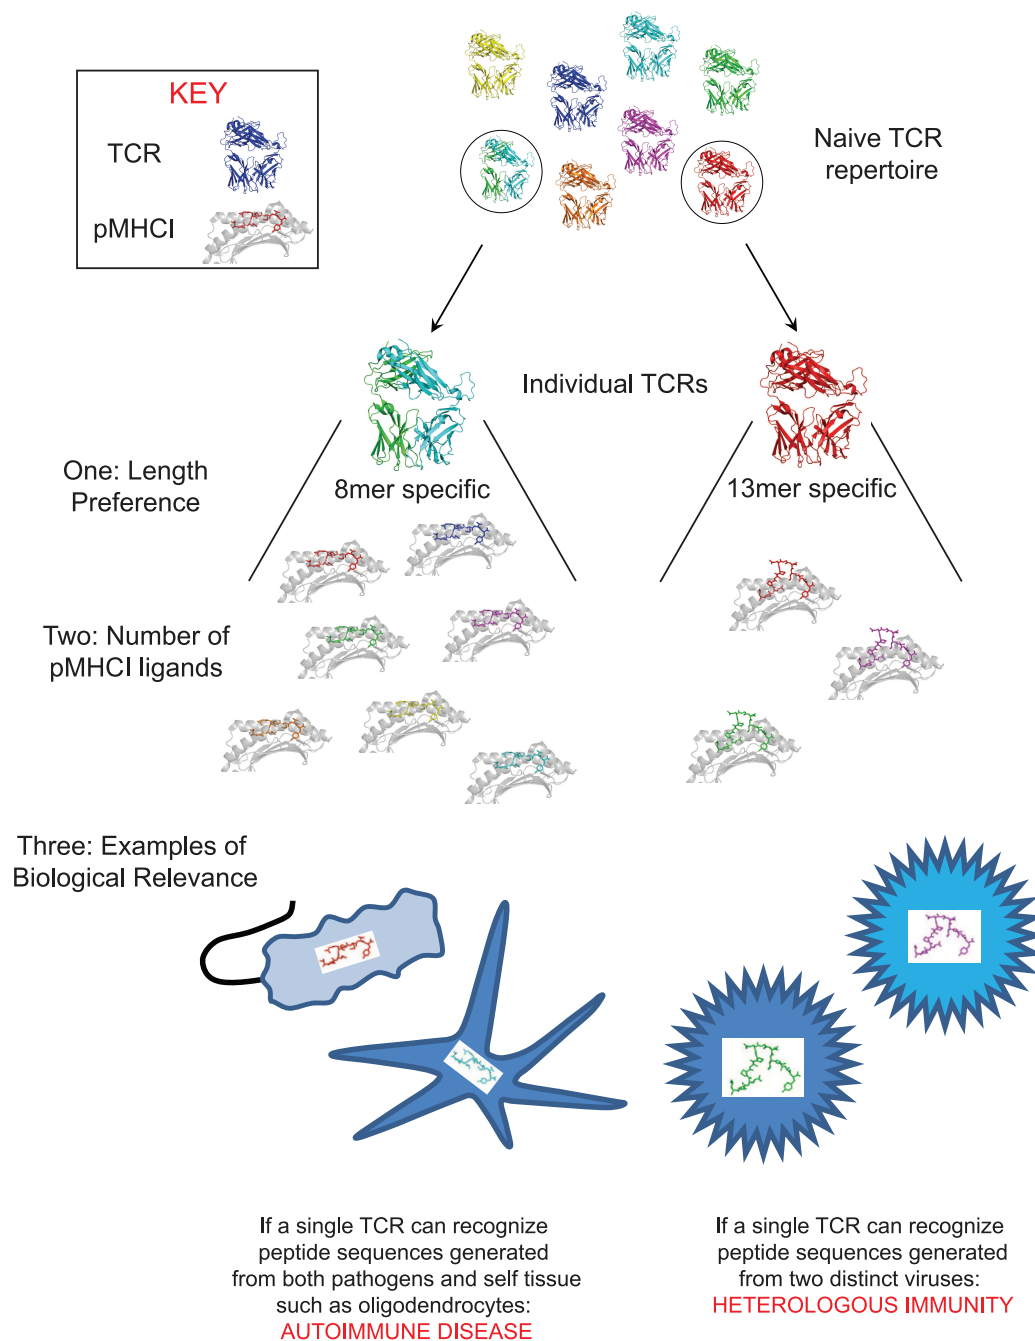 KEY
TCR
pMHCI
Naive TCR
repertoire
Individual TCRs
One: Length
Preference
8mer specific
13mer specific
Two: Number of
pMHCI ligands
Three: Examples of
Biological Relevance
If a single TCR can recognize
peptide sequences generated
from both pathogens and self tissue
such as oligodendrocytes:
AUTOIMMUNE DISEASE
If a single TCR can recognize
peptide sequences generated
from two distinct viruses:
HETEROLOGOUS IMMUNITY